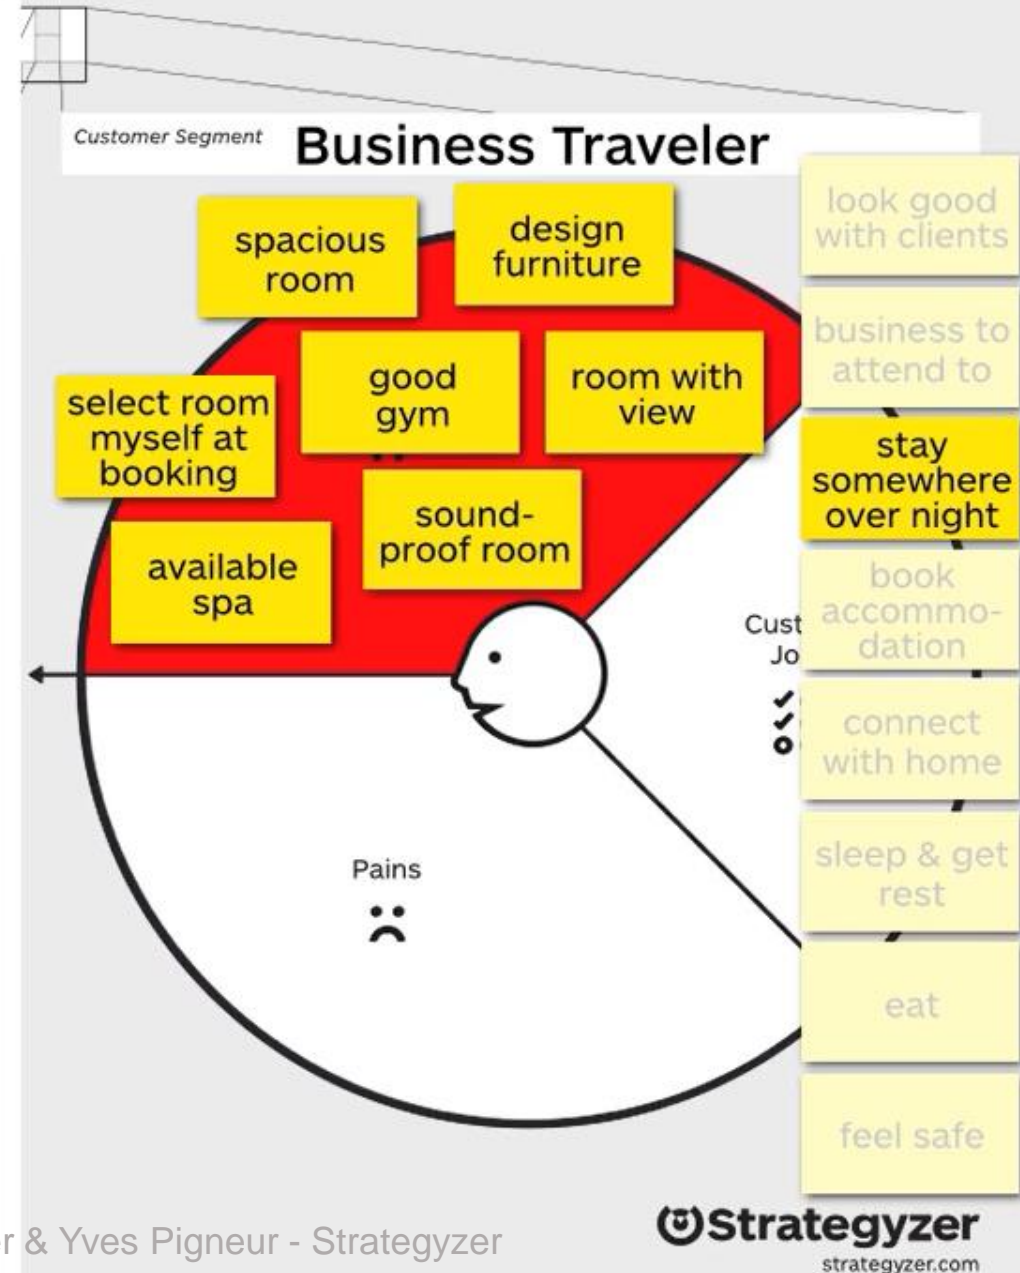 Customer Segment
Business Traveler
spacious
room
design
furniture
good
gym
room with
view
select room
myself at
booking
sound-
proof room
available
spa
look good
with clients
business to
attend to
stay
somewhere
over night
book
accommo-
dation
connect
with home
sleep & get
rest
eat
feel safe
Cust
Jo
Pains
Strategyzer
strategyzer.com
r & Yves Pigneur - Strategyzer